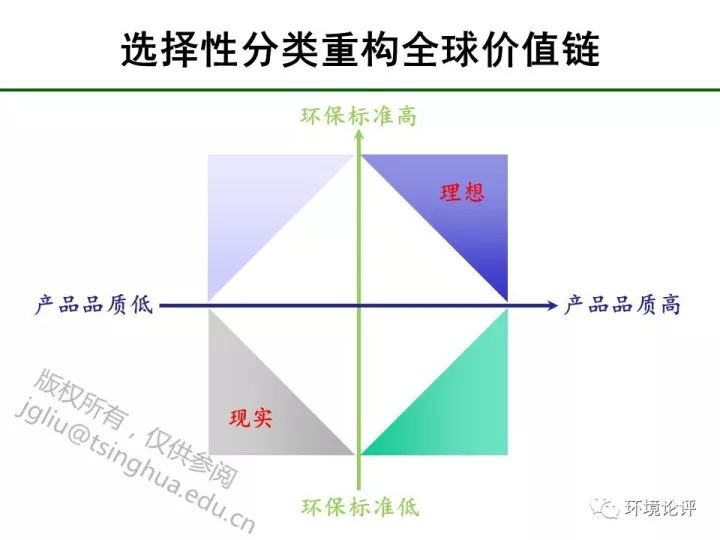 选择性分类重构全球价值链
环保标准高
理想
产品品质低
产品品质高
现实
版权所有，仅供参阅
jgliu@tsinghua.edu.cn
环保标准低
环境论评